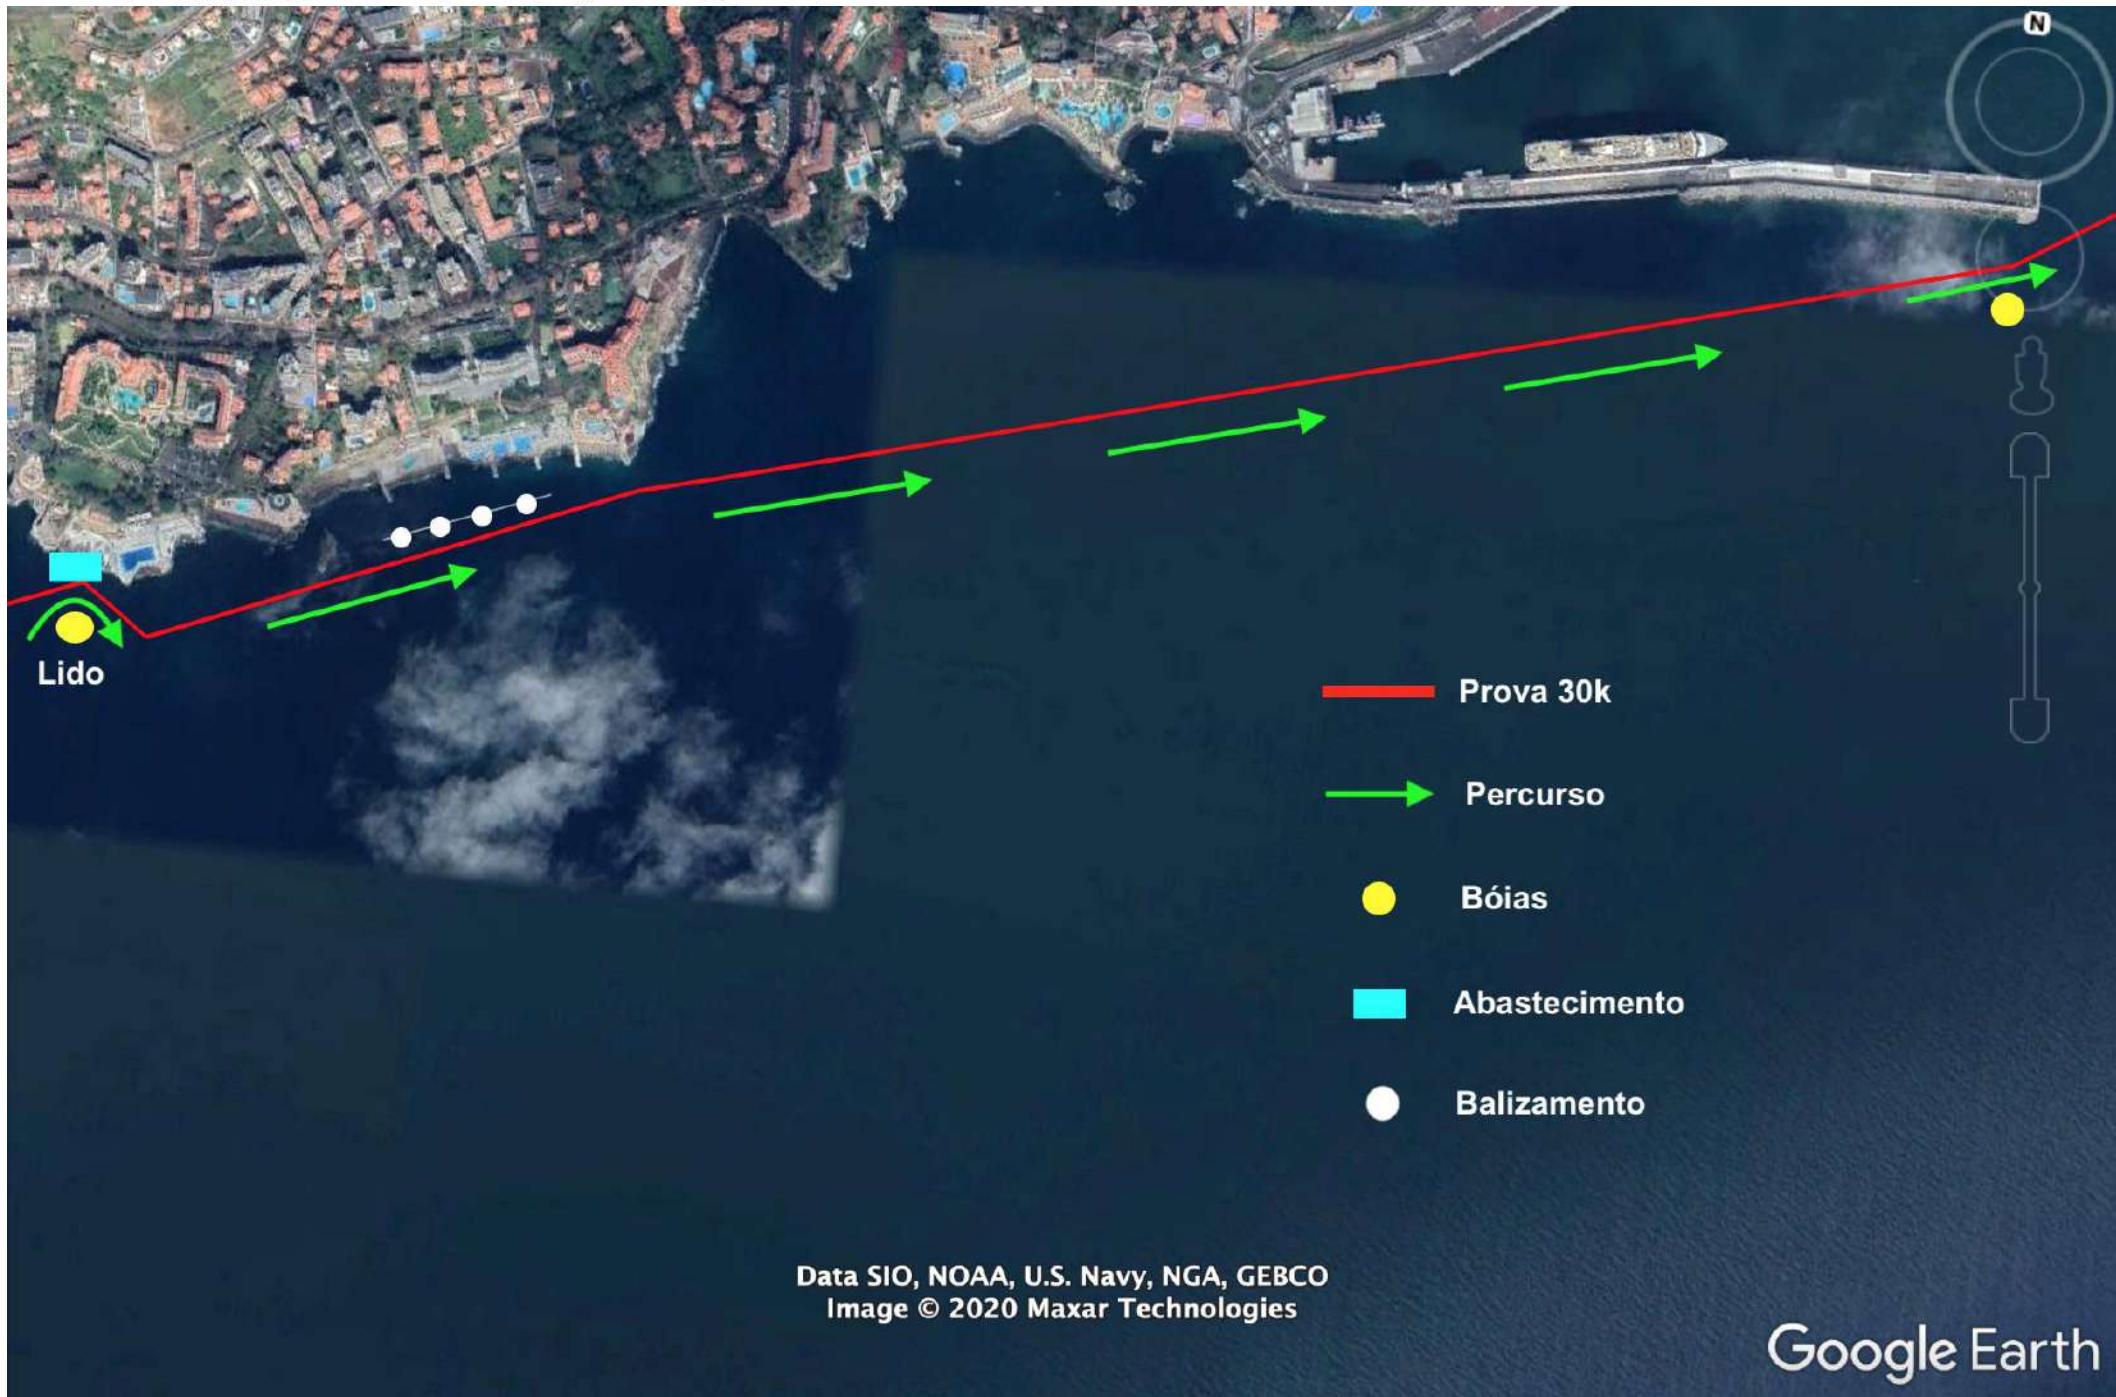 N
Lido
Prova 30k
Percurso
Bóias
Abastecimento
Balizamento
Data SIO, NOAA, U.S. Navy, NGA, GEBCO
Image © 2020 Maxar Technologies
Google Earth